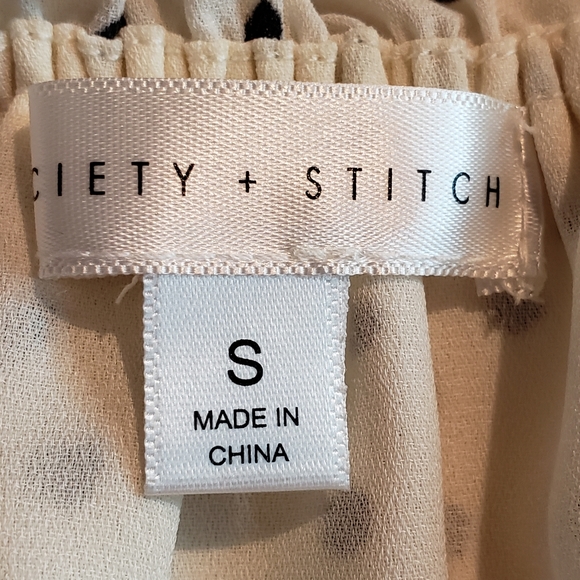 CIETY + STITCH
S
MADE IN
CHINA